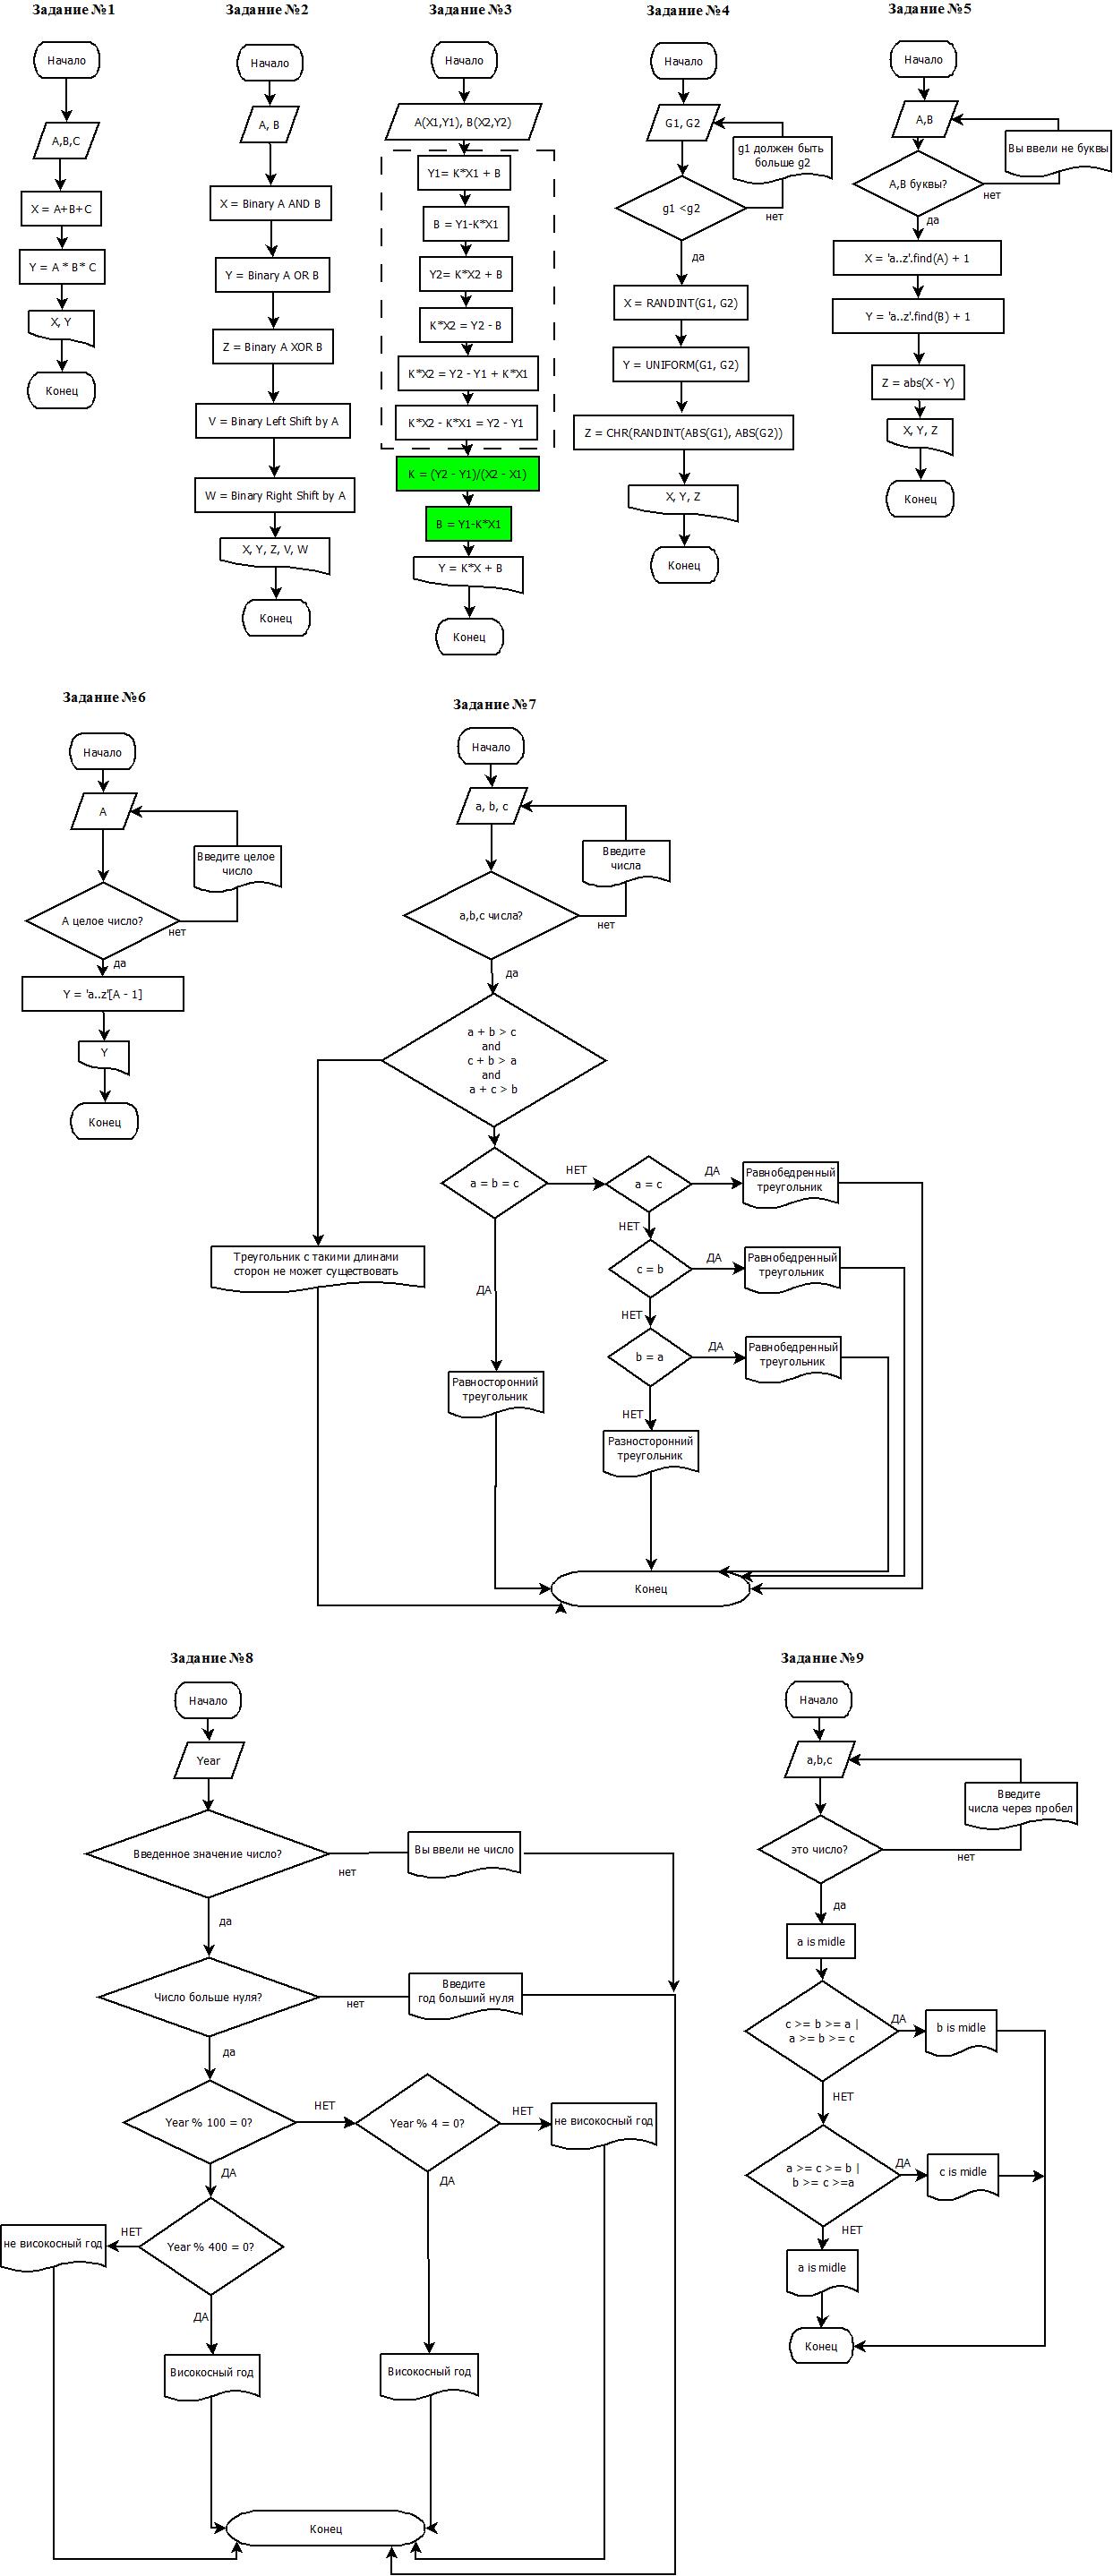 Задание №1
Начало
A,B,C
X = A+B+C
Y = A * B* C
X, Y
Конец
Задание №2
Начало
A, B
X = Binary A AND B
Y = Binary A OR B
Z = Binary A XOR B
V = Binary Left Shift by A
W = Binary Right Shift by A
X, Y, Z, V, W
Конец
Задание №3
Начало
A(X1,Y1), B(X2,Y2)
Y1= K*X1 + B
B = Y1-K*X1
Y2= K*X2 + B
K*X2 = Y2 - B
K*X2 = Y2 - Y1 + K*X1
K*X2 - K*X1 = Y2 - Y1
K = (Y2 - Y1)/(X2 - X1)
B = Y1-K*X1
Y = K*X + B
Конец
Задание №4
Начало
G1, G2
g1 должен быть
больше g2
g1 <g2
нет
да
X = RANDINT(G1, G2)
Y = UNIFORM(G1, G2)
Z = CHR(RANDINT(ABS(G1), ABS(G2))
X, Y, Z
Конец
Задание №5
Начало
A,B
Вы ввели не буквы
A,B буквы?
нет
да
X = 'a..z'.find(A) + 1
Y = 'a..z'.find(B) + 1
Z = abs(X - Y)
X, Y, Z
Конец
Задание №6
Начало
A
Введите целое
число
А целое число?
нет
да
Y = 'a..z'[A - 1]
Y
Конец
Задание №7
Начало
a, b, c
Введите
числа
a,b,c числа?
нет
да
a + b > c
and
c + b > a
and
a + c > b
a = b = c
НЕТ
a = c
ДА
Равнобедренный
треугольник
НЕТ
Треугольник с такими длинами
сторон не может существовать
c = b
ДА
Равнобедренный
треугольник
ДА
НЕТ
b = a
ДА
Равнобедренный
треугольник
Равносторонний
треугольник
НЕТ
Разносторонний
треугольник
Конец
Задание №8
Начало
Year
Введенное значение число?
нет
Вы ввели не число
да
Число больше нуля?
нет
Введите
год больший нуля
да
Year % 100 = 0?
НЕТ
Year % 4 = 0?
НЕТ
не високосный год
ДА
ДА
не високосный год
НЕТ
Year % 400 = 0?
ДА
Високосный год
Високосный год
Конец
Задание №9
Начало
a,b,c
Введите
числа через пробел
это число?
нет
да
a is midle
c >= b >= a |
a >= b >= c
ДА
b is midle
НЕТ
a >= c >= b |
b >= c >=a
ДА
c is midle
НЕТ
a is midle
Конец